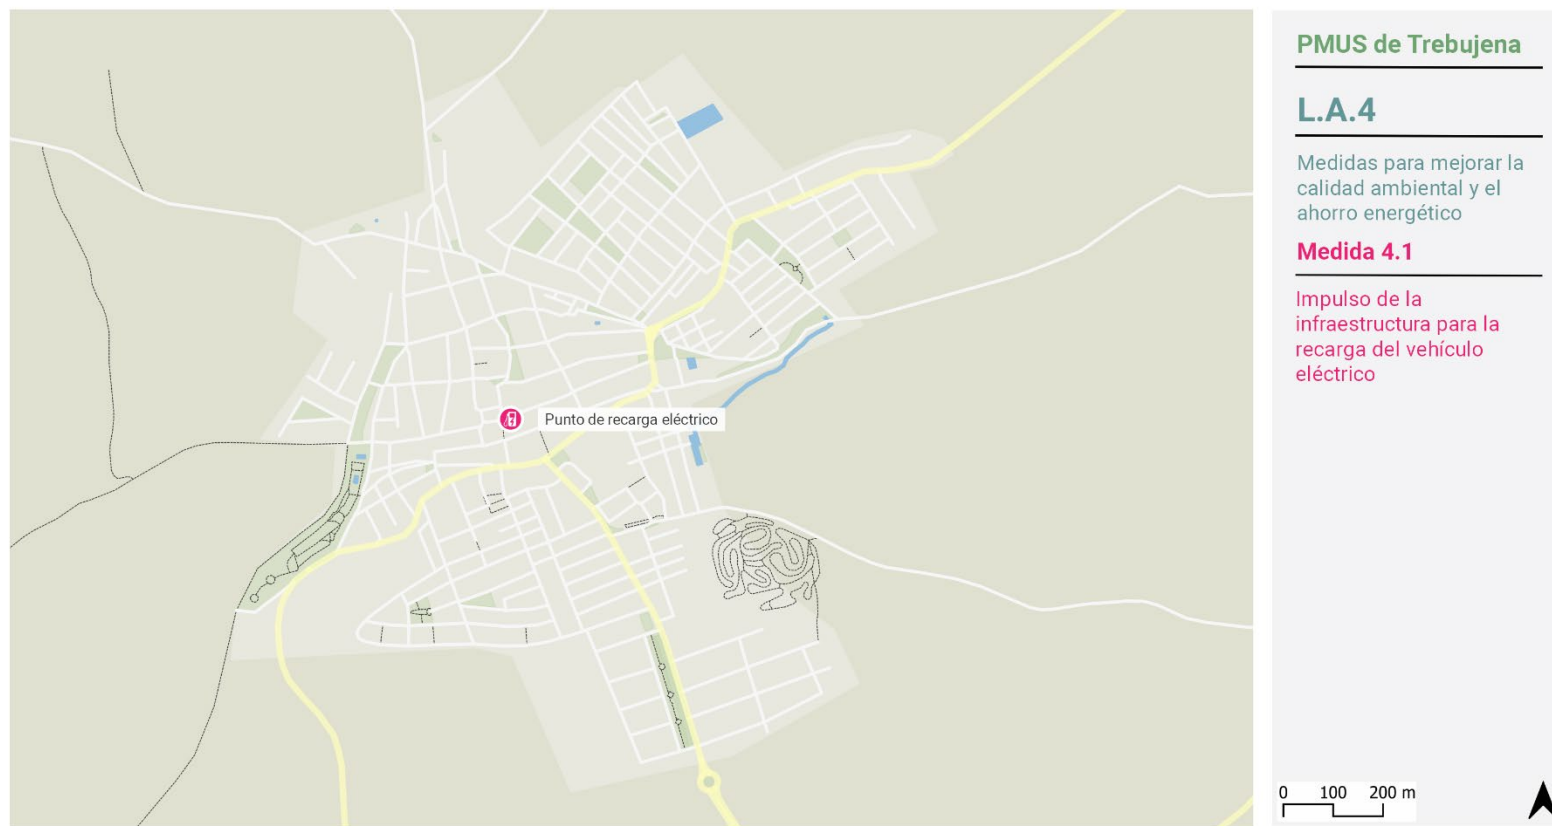 PMUS de Trebujena
L.A.4
Medidas para mejorar la
calidad ambiental y el
ahorro energético
Medida 4.1
Impulso de la
infraestructura para la
recarga del vehículo
eléctrico
Punto de recarga eléctrico
0 100 200 m